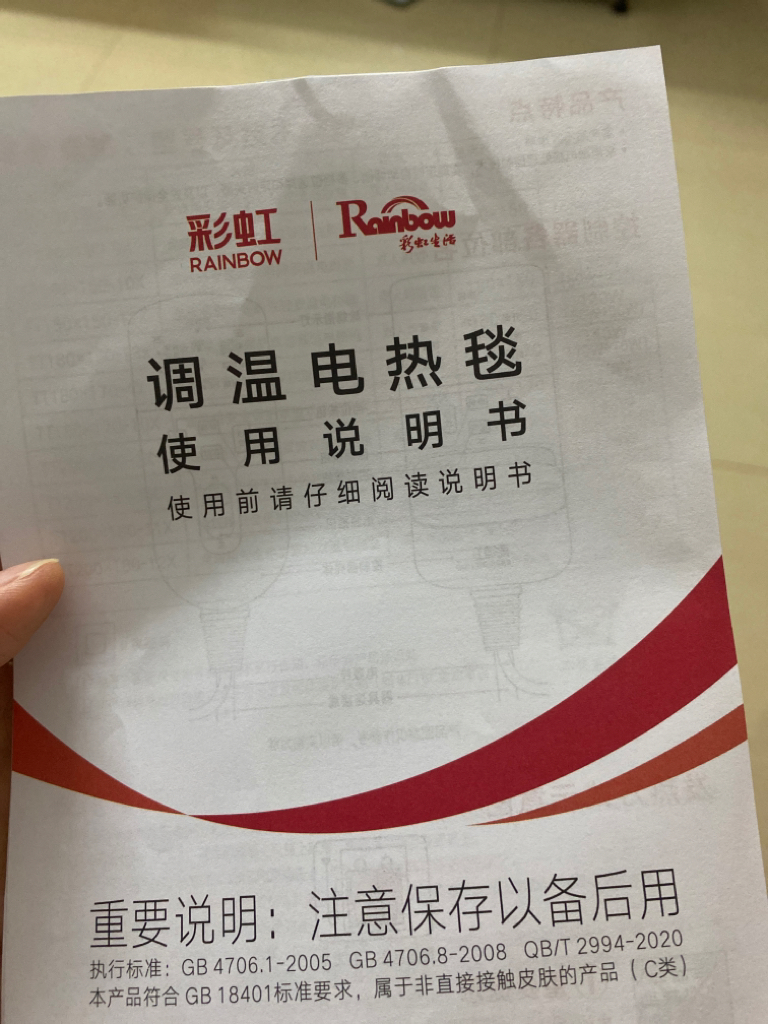 彩虹
RAINBOW
Rainbow
彩虹生活
调温电热毯
使用说明书
使用前请仔细阅读说明书
重要说明：注意保存以备后用
执行标准：GB 4706.1-2005 GB 4706.8-2008 QB/T 2994-2020
本产品符合 GB 18401标准要求，属于非直接接触皮肤的产品（C类）